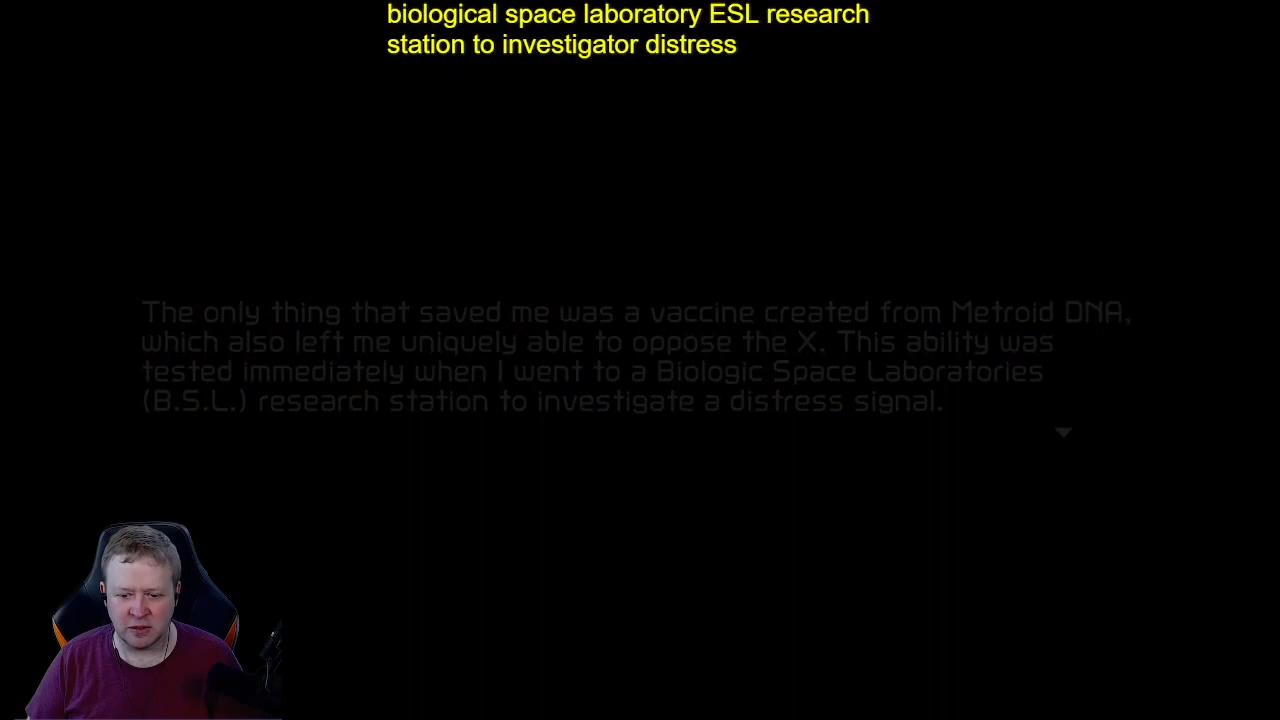 biological space laboratory ESL research
station to investigator distress
The only thing that saved me was a vaccine created from Metroid DNA,
which also left me uniquely able to oppose the X. This ability was
tested immediately when I went to a Biologic Space Laboratories
(B.S.L.) research station to investigate a distress signal.